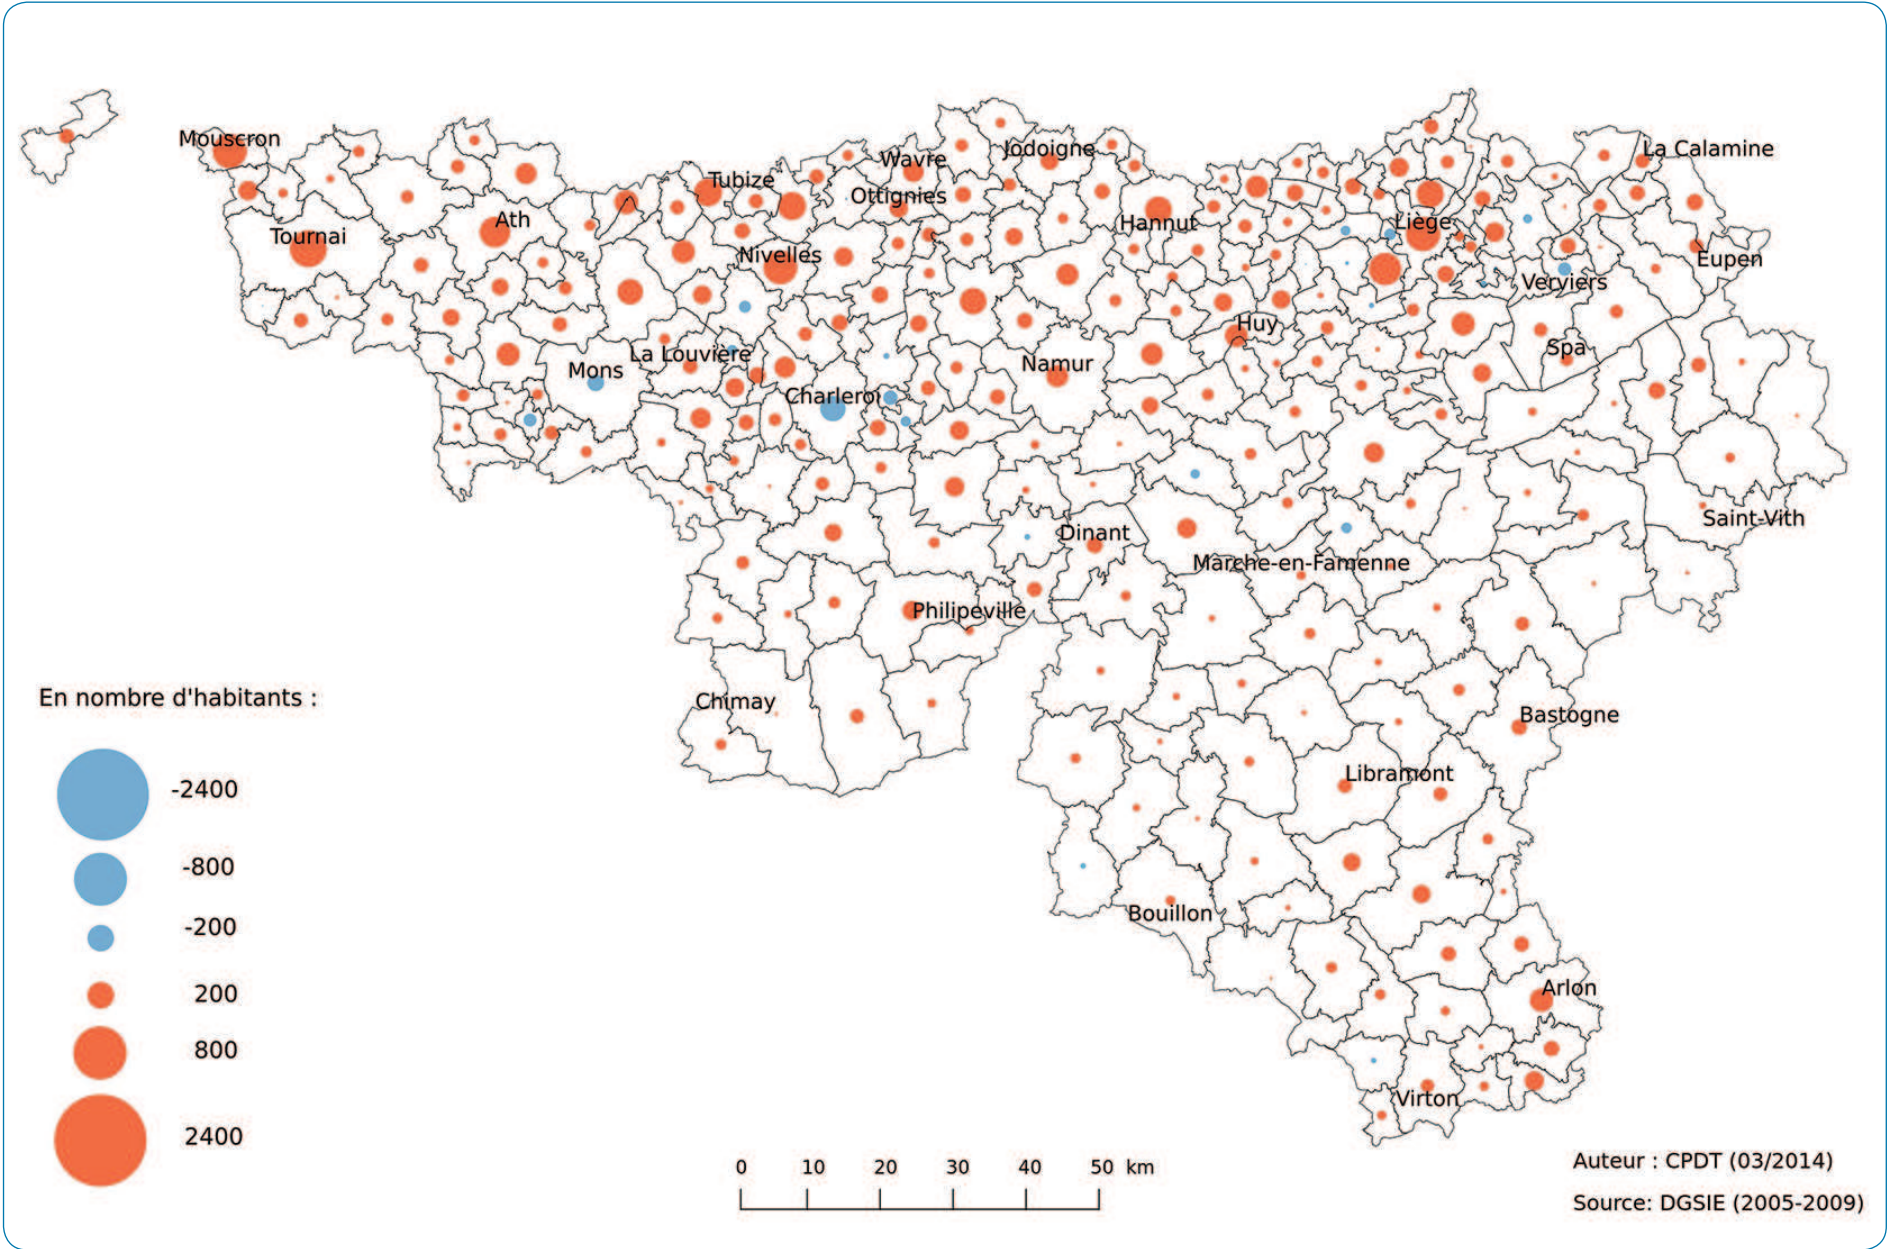 Mouscron
Jodoigne
La Calamine
Wavre
Tubize
Ottignies
Ath
Hannut
Liège
Tournai
Nivelles
Eupen
Verviers
Huy
La Louvière
Spa
Mons
Namur
Charleroi
Saint-Vith
Dinant
Marche-en-Famenne
Philipeville
En nombre d'habitants :
Chimay
Bastogne
-2400
Libramont
-800
Bouillon
-200
200
Arlon
800
Virton
2400
0 10 20 30 40 50 km
Auteur : CPDT (03/2014)
Source: DGSIE (2005-2009)